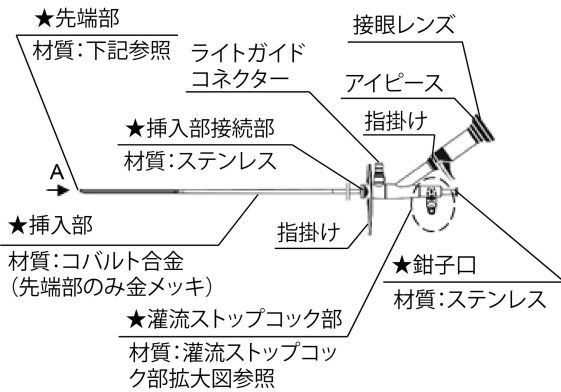 ★先端部
材質：下記参照
接眼レンズ
ライトガイド
コネクター
アイピース
指掛け
★挿入部接続部
材質：ステンレス
A
★挿入部
指掛け
材質：コバルト合金
（先端部のみ金メッキ）
★鉗子口
材質：ステンレス
★灌流ストップコック部
材質：灌流ストップコッ
ク部拡大図参照